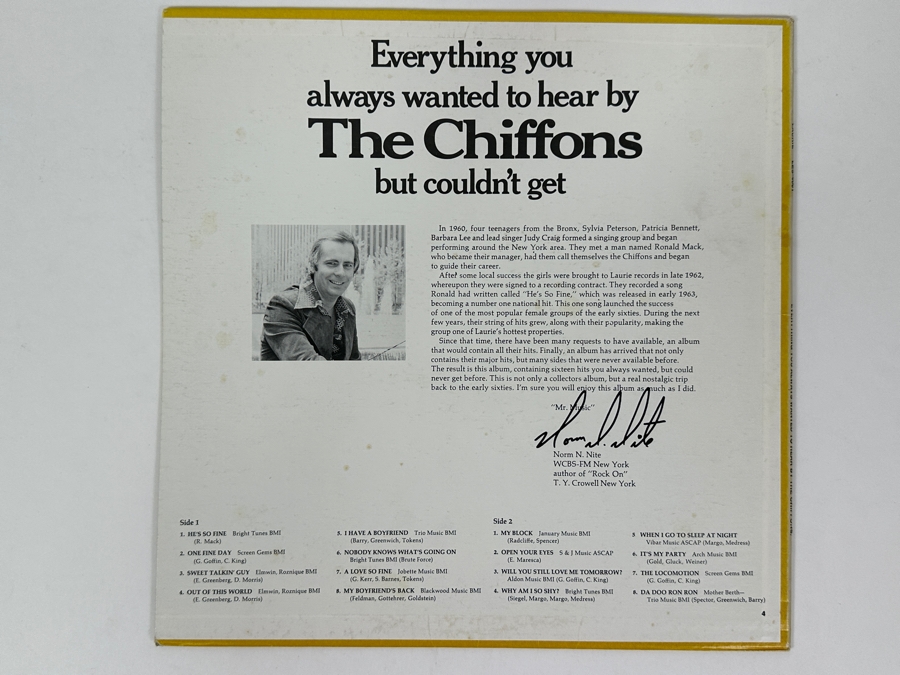 Everything you
always wanted to hear by
The Chiffons
but couldn't get
In 1960, four teenagers from the Bronx, Sylvia Peterson, Patricia Bennett,
Barbara Lee and lead singer Judy Craig formed a singing group and began
performing around the New York area. They met a man named Ronald Mack,
who became their manager, had them call themselves the Chiffons and began
to guide their career.
After some local success the girls were brought to Laurie records in late 1962,
whereupon they were signed to a recording contract. They recorded a song
Ronald had written called "He's So Fine," which was released in early 1963,
becoming a number one national hit. This one song launched the success
of one of the most popular female groups of the early sixties. During the next
few years, their string of hits grew, along with their popularity, making the
group one of Laurie's hottest properties.
Since that time, there have been many requests to have available, an album
that would contain all their hits. Finally, an album has arrived that not only
contains their major hits, but many sides that were never available before.
The result is this album, containing sixteen hits you always wanted, but could
never get before. This is not only a collectors album, but a real nostalgic trip
back to the early sixties. I'm sure you will enjoy this album as much as I did.
"Mr. Music"
Norm N. Nite
Norm N. Nite
WCBS-FM New York
author of "Rock On"
T. Y. Crowell New York
Side 1
1. HE'S SO FINE Bright Tunes BMI
(R. Mack)
2. ONE FINE DAY Screen Gems BMI
(G. Goffin, C. King)
3. SWEET TALKIN' GUY Elmwin, Roznique BMI
(E. Greenberg, D. Morris)
4. OUT OF THIS WORLD Elmwin, Roznique BMI
(E. Greenberg, D. Morris)
5. I HAVE A BOYFRIEND Trio Music BMI
(Barry, Greenwich, Tokens)
6. NOBODY KNOWS WHAT'S GOING ON
Bright Tunes BMI (Brute Force)
7. A LOVE SO FINE Jobette Music BMI
(G. Kerr, S. Barnes, Tokens)
8. MY BOYFRIEND'S BACK Blackwood Music BMI
(Feldman, Gottehrer, Goldstein)
Side 2
1. MY BLOCK January Music BMI
(Radcliffe, Spencer)
2. OPEN YOUR EYES S & J Music ASCAP
(E. Maresca)
3. WILL YOU STILL LOVE ME TOMORROW?
Aldon Music BMI (G. Goffin, C. King)
4. WHY AM I SO SHY? Bright Tunes BMI
(Siegel, Margo, Margo, Medress)
5 WHEN I GO TO SLEEP AT NIGHT
Vibar Music ASCAP (Margo, Medress)
6. IT'S MY PARTY Arch Music BMI
(Gold, Gluck, Weiner)
7. THE LOCOMOTION Screen Gems BMI
(G. Goffin, C. King)
8. DA DOO RON RON Mother Berth—
Trio Music BMI (Spector, Greenwich, Barry)
4